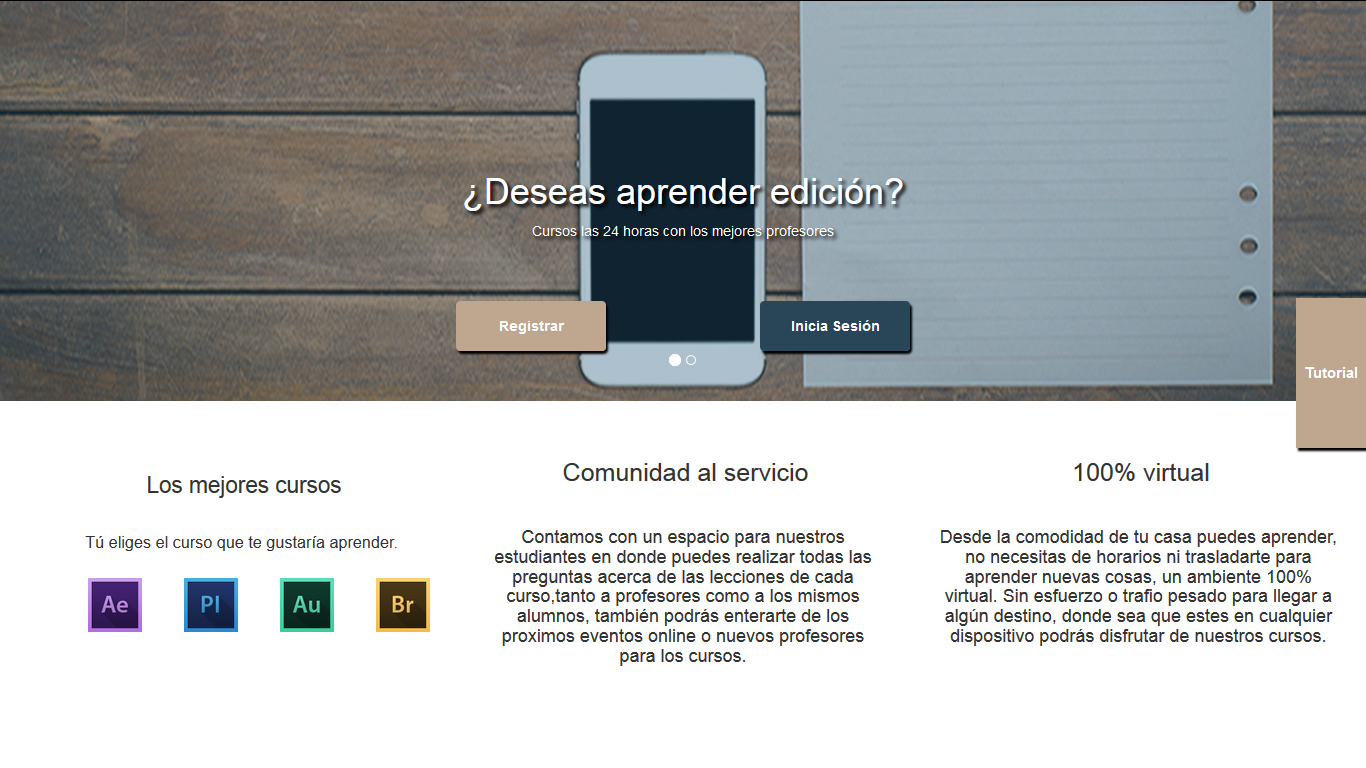 ¿Deseas aprender edición?
Cursos las 24 horas con los mejores profesores
Registrar
Inicia Sesión
Tutorial
Los mejores cursos
Tú eliges el curso que te gustaría aprender.
Ae
Pl
Au
Br
Comunidad al servicio
Contamos con un espacio para nuestros
estudiantes en donde puedes realizar todas las
preguntas acerca de las lecciones de cada
curso,tanto a profesores como a los mismos
alumnos, también podrás enterarte de los
proximos eventos online o nuevos profesores
para los cursos.
100% virtual
Desde la comodidad de tu casa puedes aprender,
no necesitas de horarios ni trasladarte para
aprender nuevas cosas, un ambiente 100%
virtual. Sin esfuerzo o trafio pesado para llegar a
algún destino, donde sea que estes en cualquier
dispositivo podrás disfrutar de nuestros cursos.